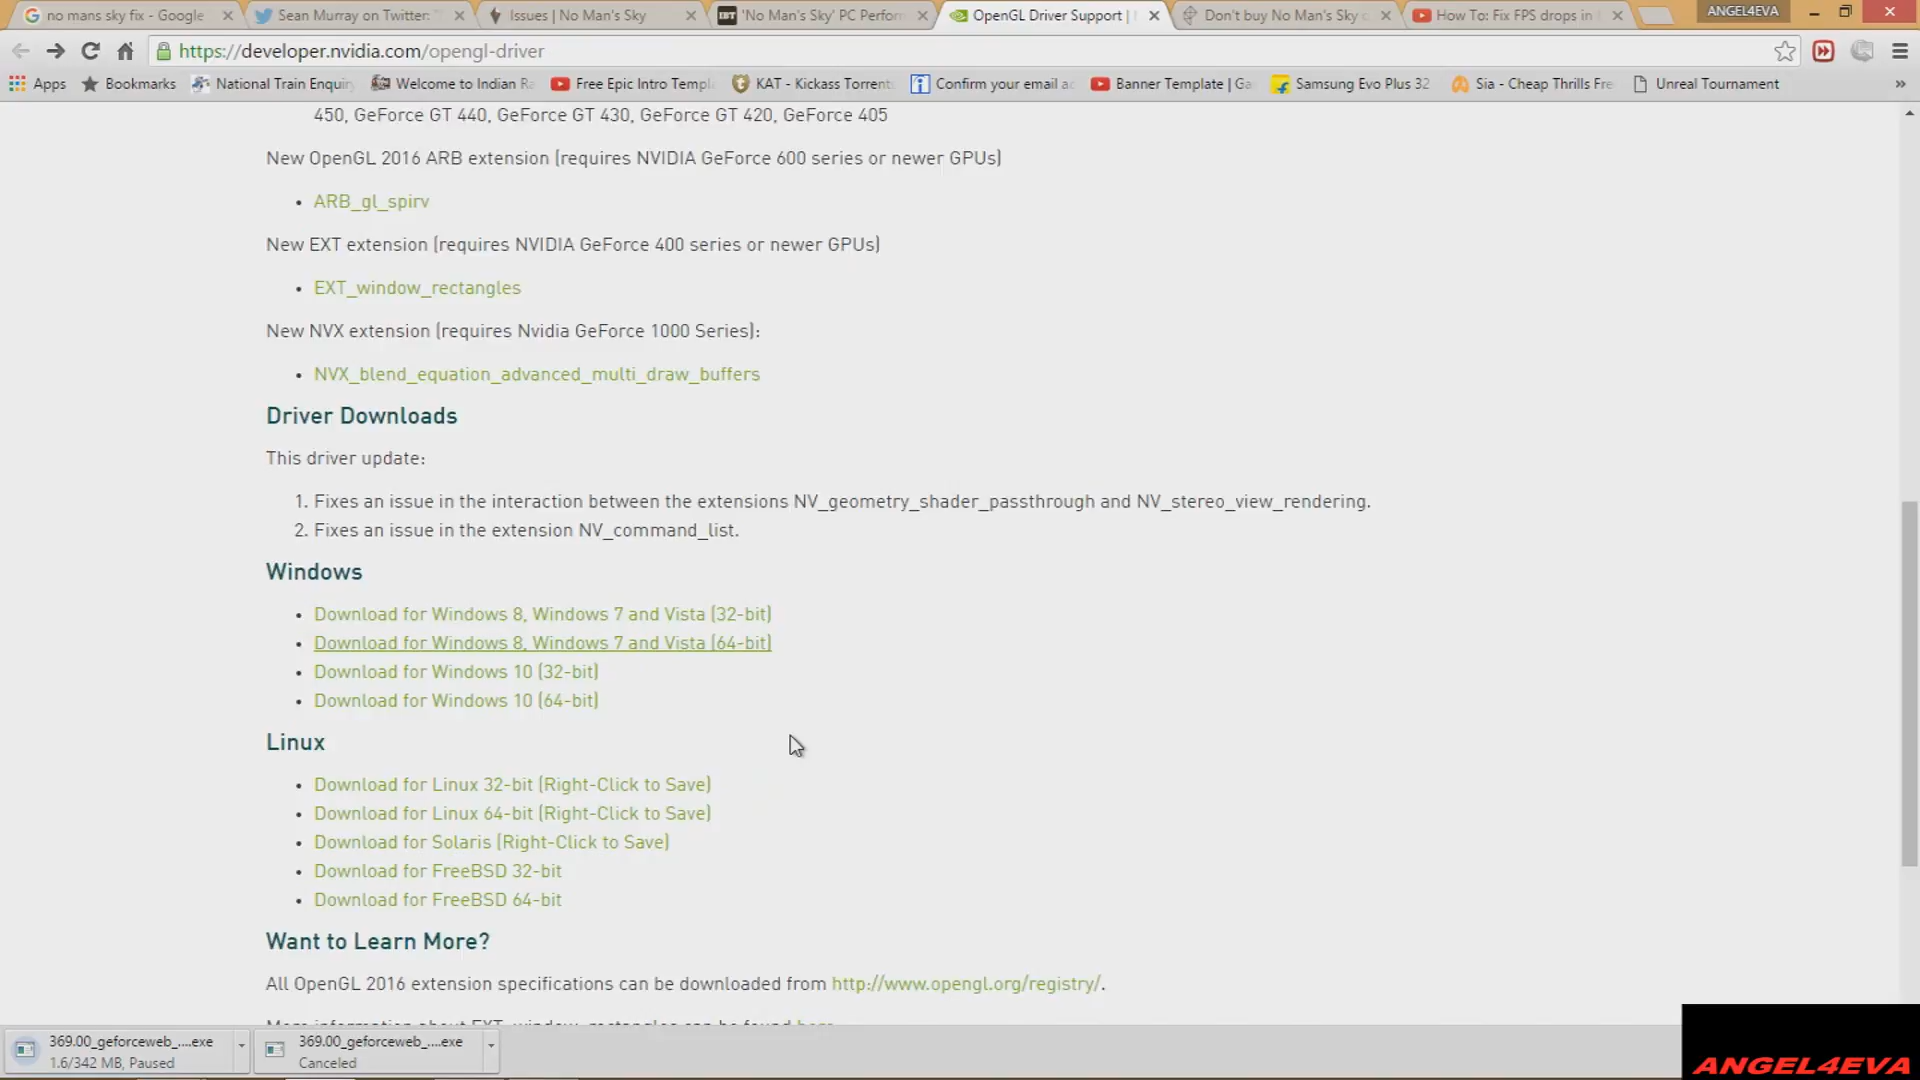 no mans sky fix - Google
Sean Murray on Twitter: "
Issues | No Man's Sky
IBT 'No Man's Sky' PC Perform
OpenGL Driver Support |
Don't buy No Man's Sky
How To: Fix FPS drops in
ANGEL4EVA
https://developer.nvidia.com/opengl-driver
Apps
Bookmarks
National Train Enquiry
Welcome to Indian Ra
Free Epic Intro Templ
KAT - Kickass Torrent
Confirm your email ac
Banner Template | Ga
Samsung Evo Plus 32
Sia - Cheap Thrills Fre
Unreal Tournament
»
450, GeForce GT 440, GeForce GT 430, GeForce GT 420, GeForce 405
New OpenGL 2016 ARB extension (requires NVIDIA GeForce 600 series or newer GPUs)
• ARB_gl_spirv
New EXT extension (requires NVIDIA GeForce 400 series or newer GPUs)
• EXT_window_rectangles
New NVX extension (requires Nvidia GeForce 1000 Series):
• NVX_blend_equation_advanced_multi_draw_buffers
Driver Downloads
This driver update:
1. Fixes an issue in the interaction between the extensions NV_geometry_shader_passthrough and NV_stereo_view_rendering.
2. Fixes an issue in the extension NV_command_list.
Windows
• Download for Windows 8, Windows 7 and Vista (32-bit)
• Download for Windows 8, Windows 7 and Vista (64-bit)
• Download for Windows 10 (32-bit)
• Download for Windows 10 (64-bit)
Linux
• Download for Linux 32-bit (Right-Click to Save)
• Download for Linux 64-bit (Right-Click to Save)
• Download for Solaris (Right-Click to Save)
• Download for FreeBSD 32-bit
• Download for FreeBSD 64-bit
Want to Learn More?
All OpenGL 2016 extension specifications can be downloaded from http://www.opengl.org/registry/.
More information about EXT_window_rectangles can be found here
369.00_geforceweb_....exe
1.6/342 MB, Paused
369.00_geforceweb_....exe
Canceled
ANGEL4EVA